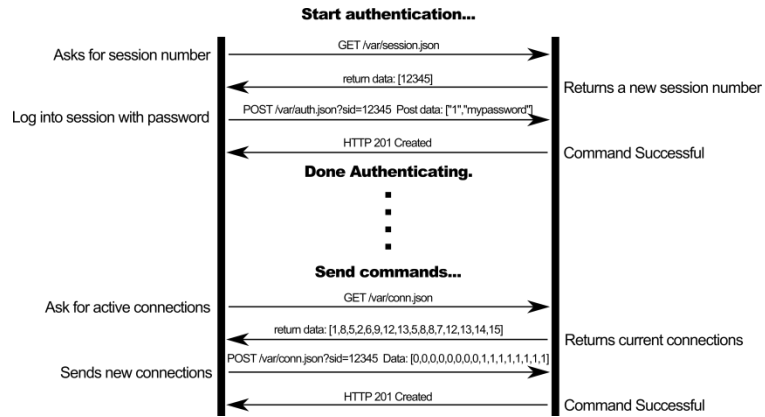 Start authentication...
Asks for session number
GET /var/session.json
return data: [12345]
Returns a new session number
Log into session with password
POST /var/auth.json?sid=12345 Post data: ["1","mypassword"]
HTTP 201 Created
Command Successful
Done Authenticating.
Send commands...
Ask for active connections
GET /var/conn.json
return data: [1,8,5,2,6,9,12,13,5,8,8,7,12,13,14,15]
Returns current connections
POST /var/conn.json?sid=12345 Data: [0,0,0,0,0,0,0,0,1,1,1,1,1,1,1,1]
Sends new connections
HTTP 201 Created
Command Successful